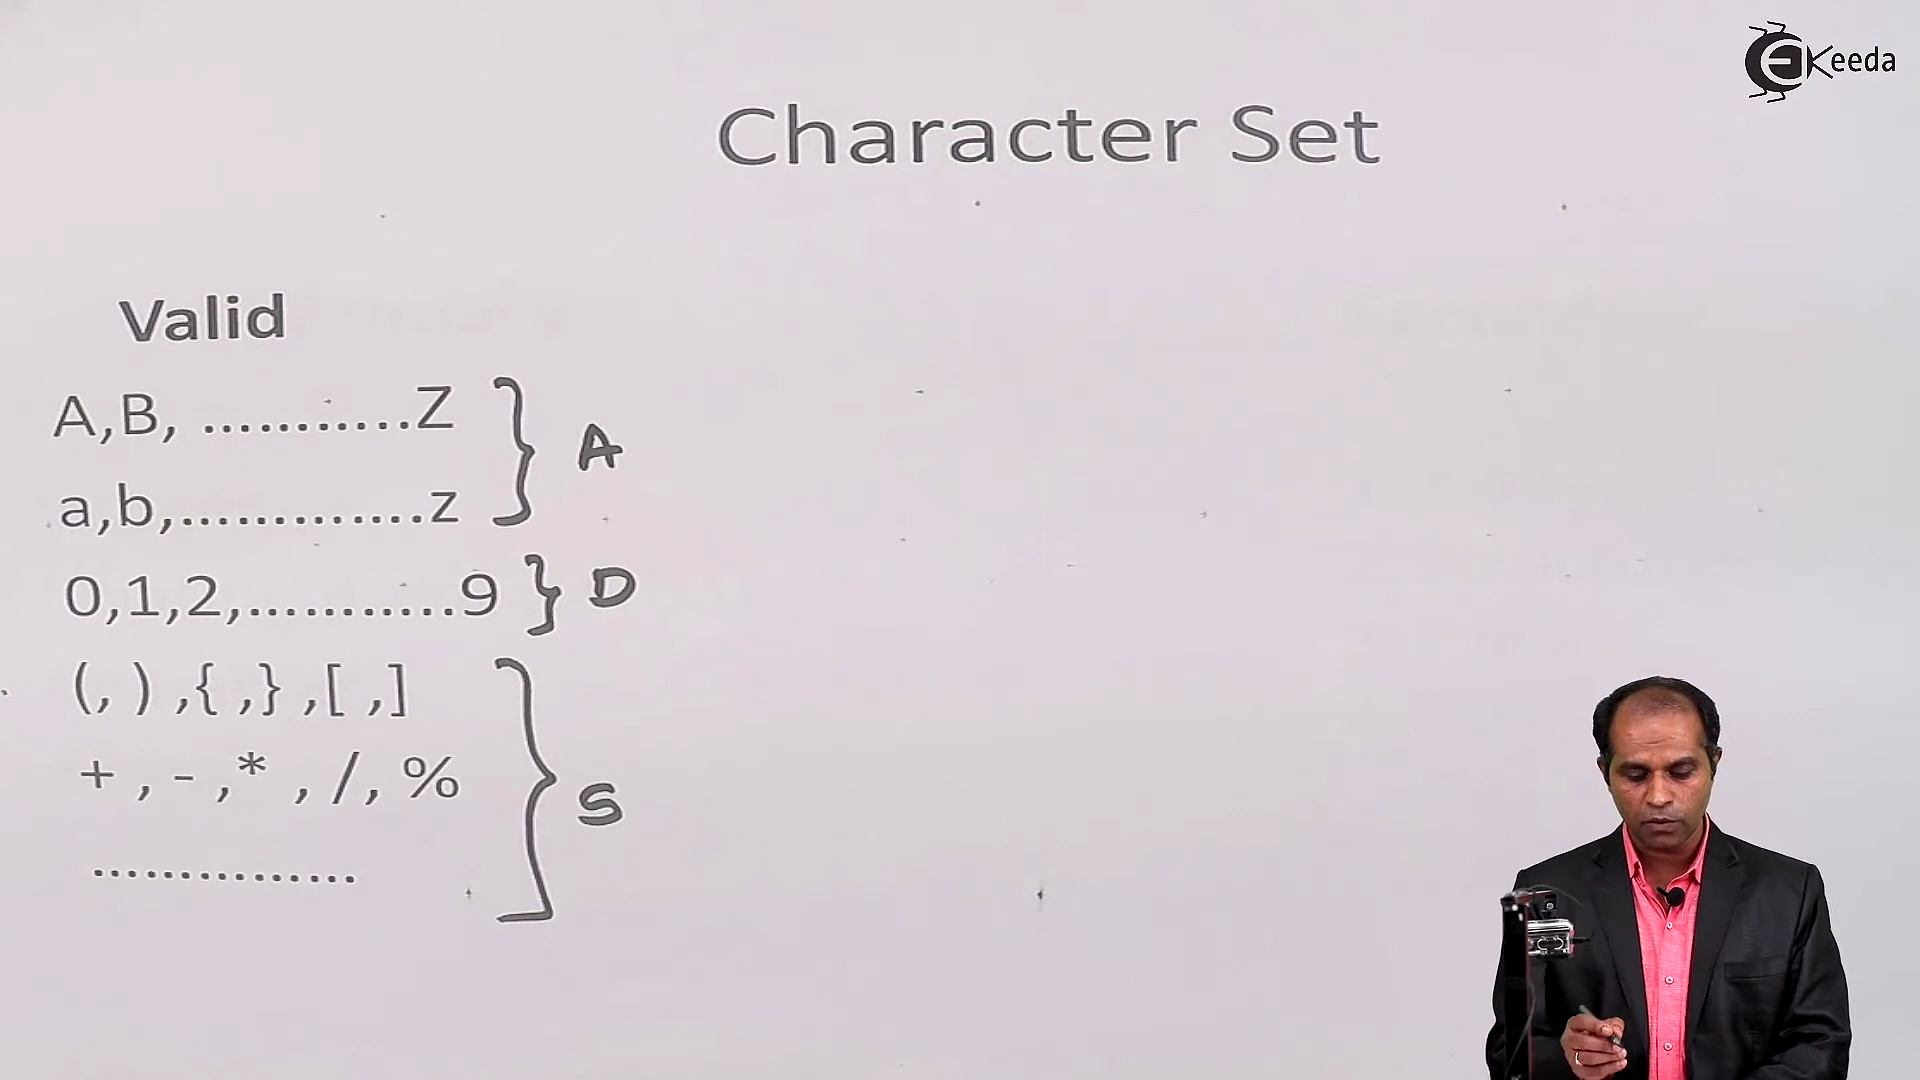 EKeeda
Character Set
Valid
A,B, ...........Z
a,b,.............z
A
0,1,2,...........9
D
(, ) ,{ ,} ,[ ,]
+ , - ,* , /, %
S
...............